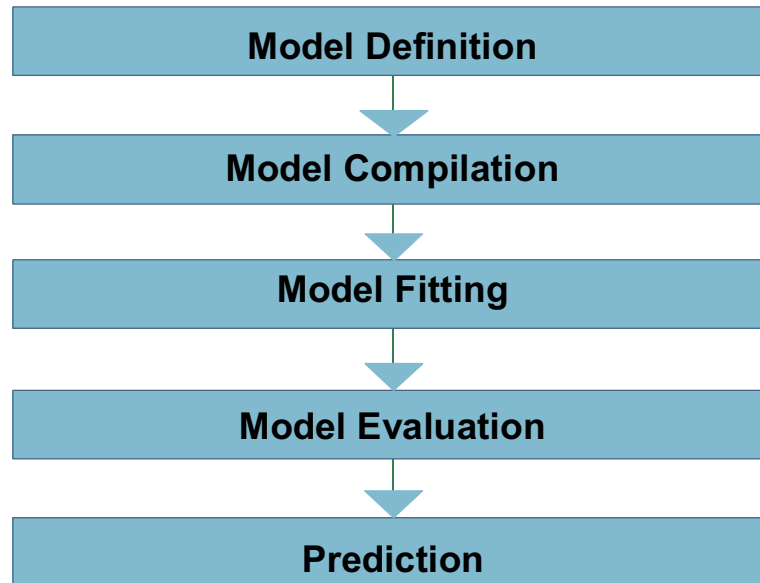 Model Definition
Model Compilation
Model Fitting
Model Evaluation
Prediction